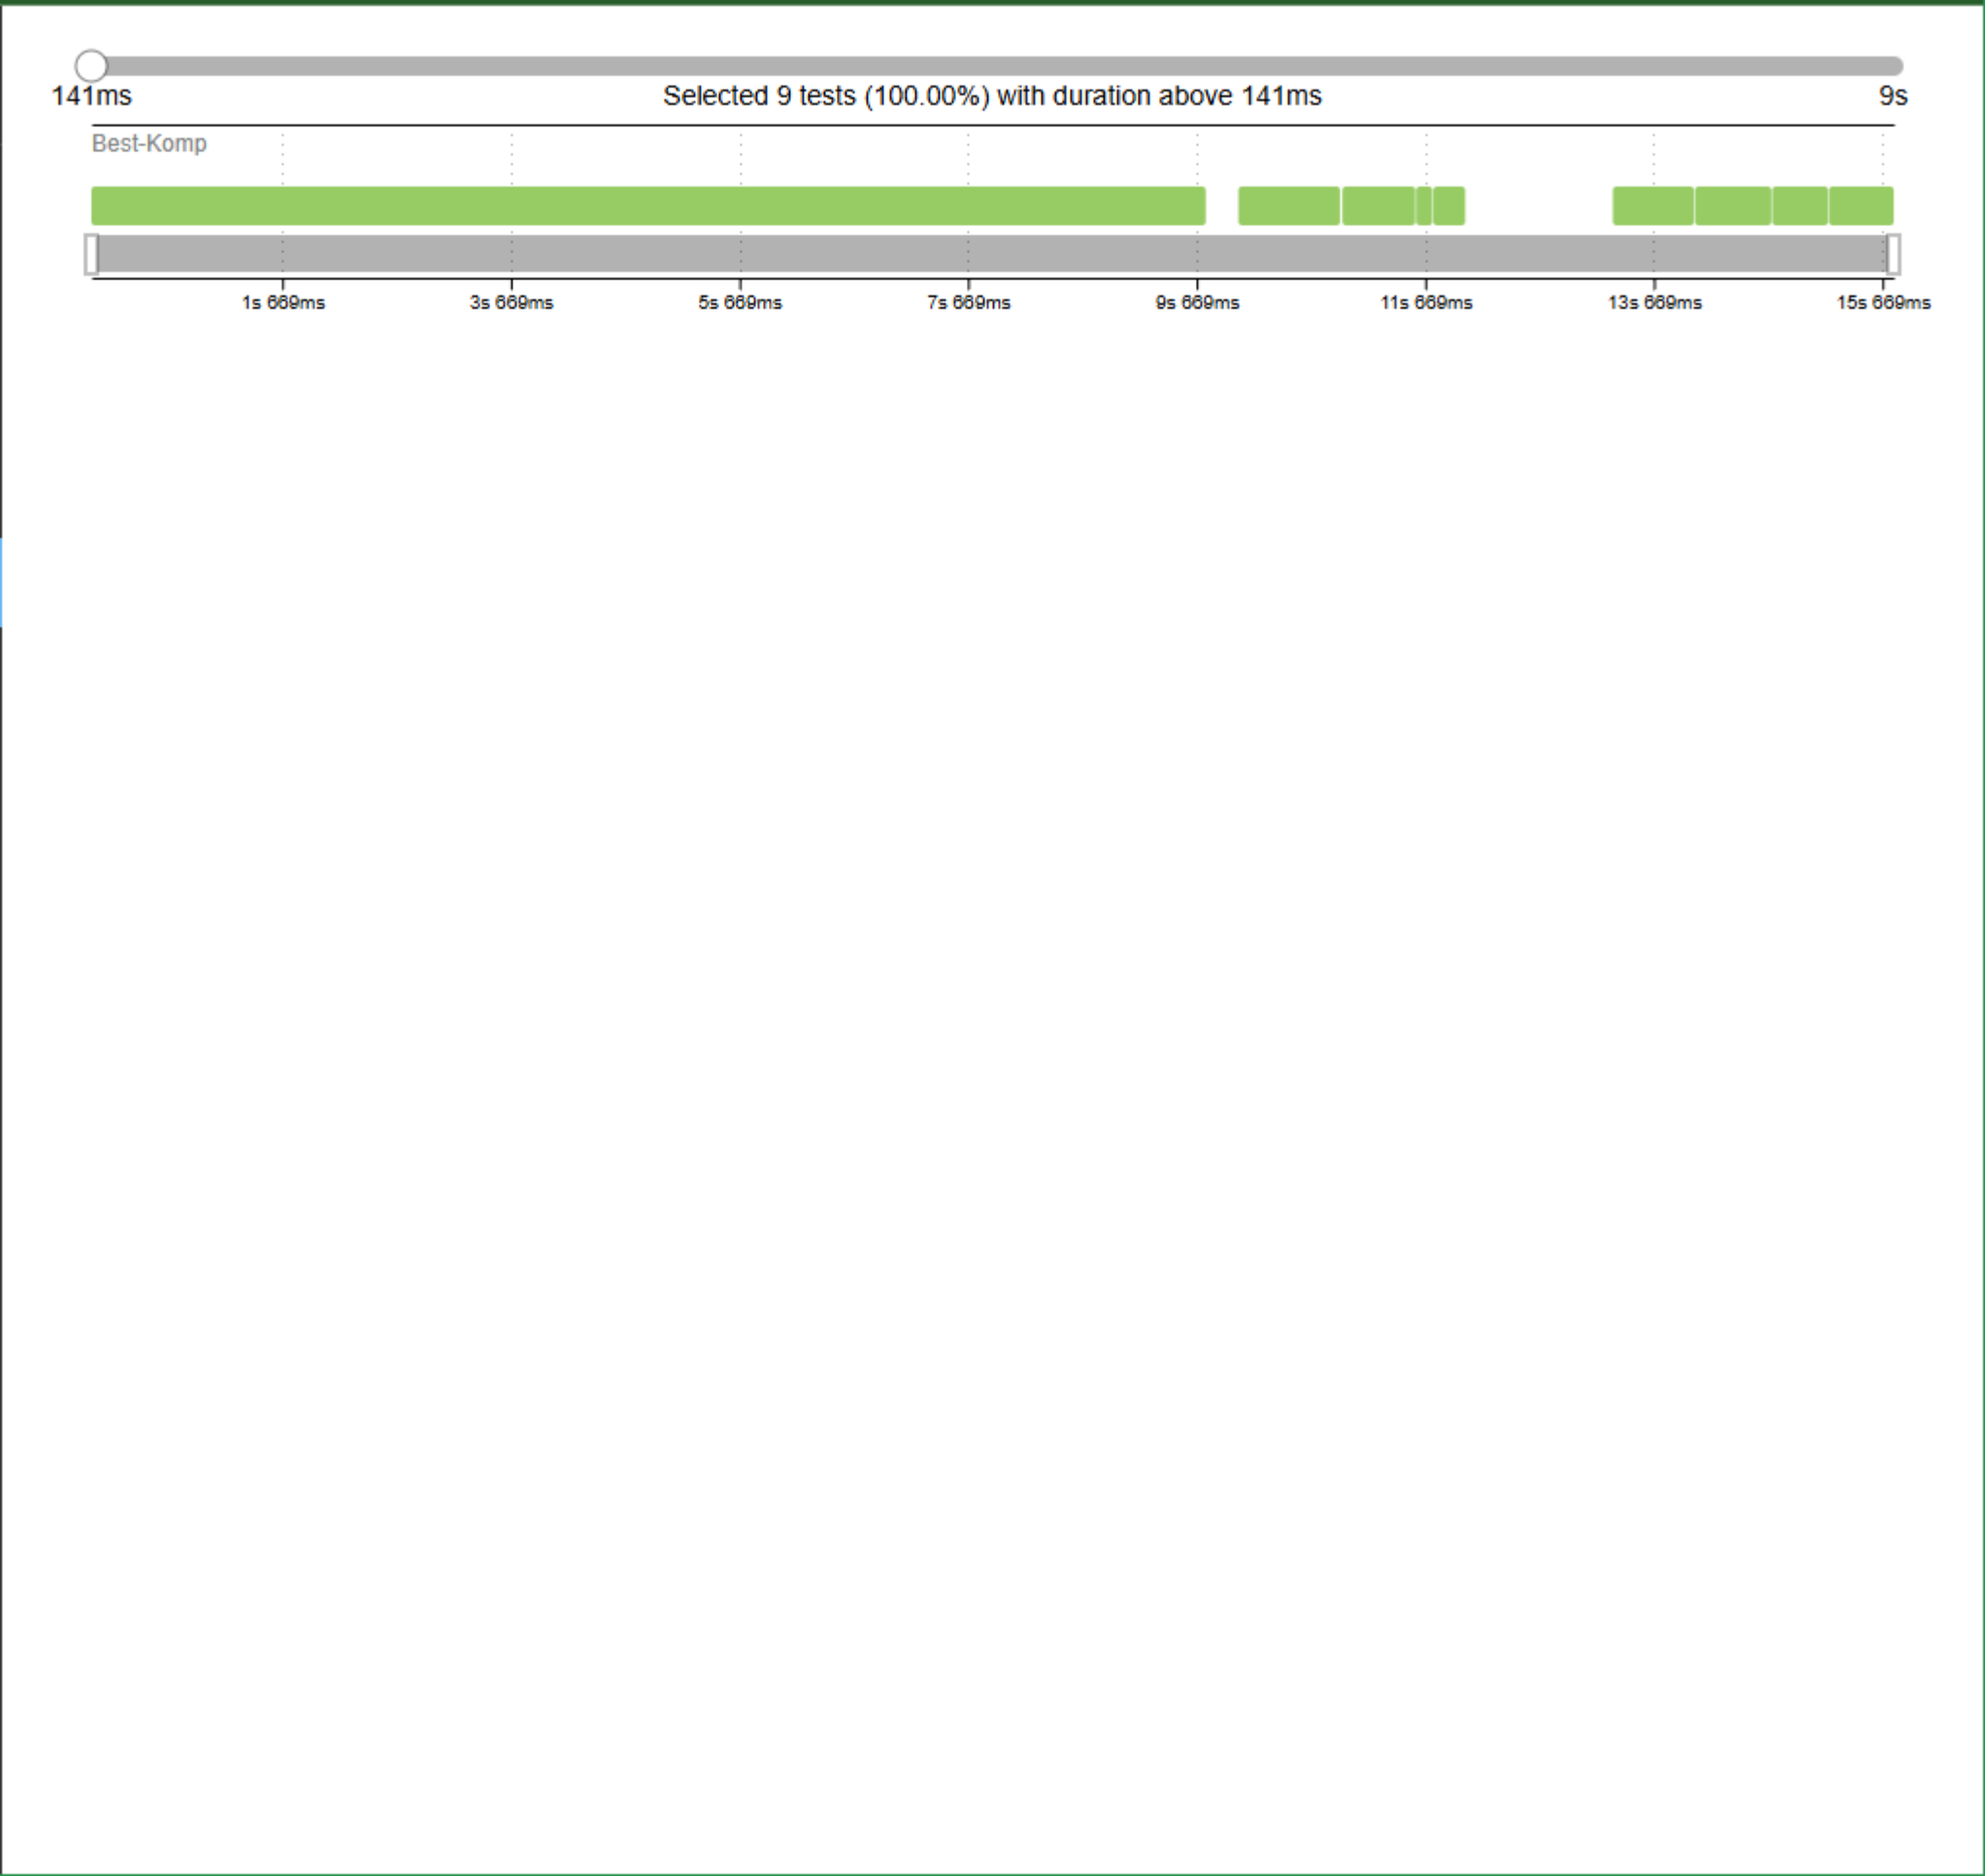 141ms Selected 9 tests (100.00%) with duration above 141ms 9s
Best-Komp
1s 669ms 3s 669ms 5s 669ms 7s 669ms 9s 669ms 11s 669ms 13s 669ms 15s 669ms